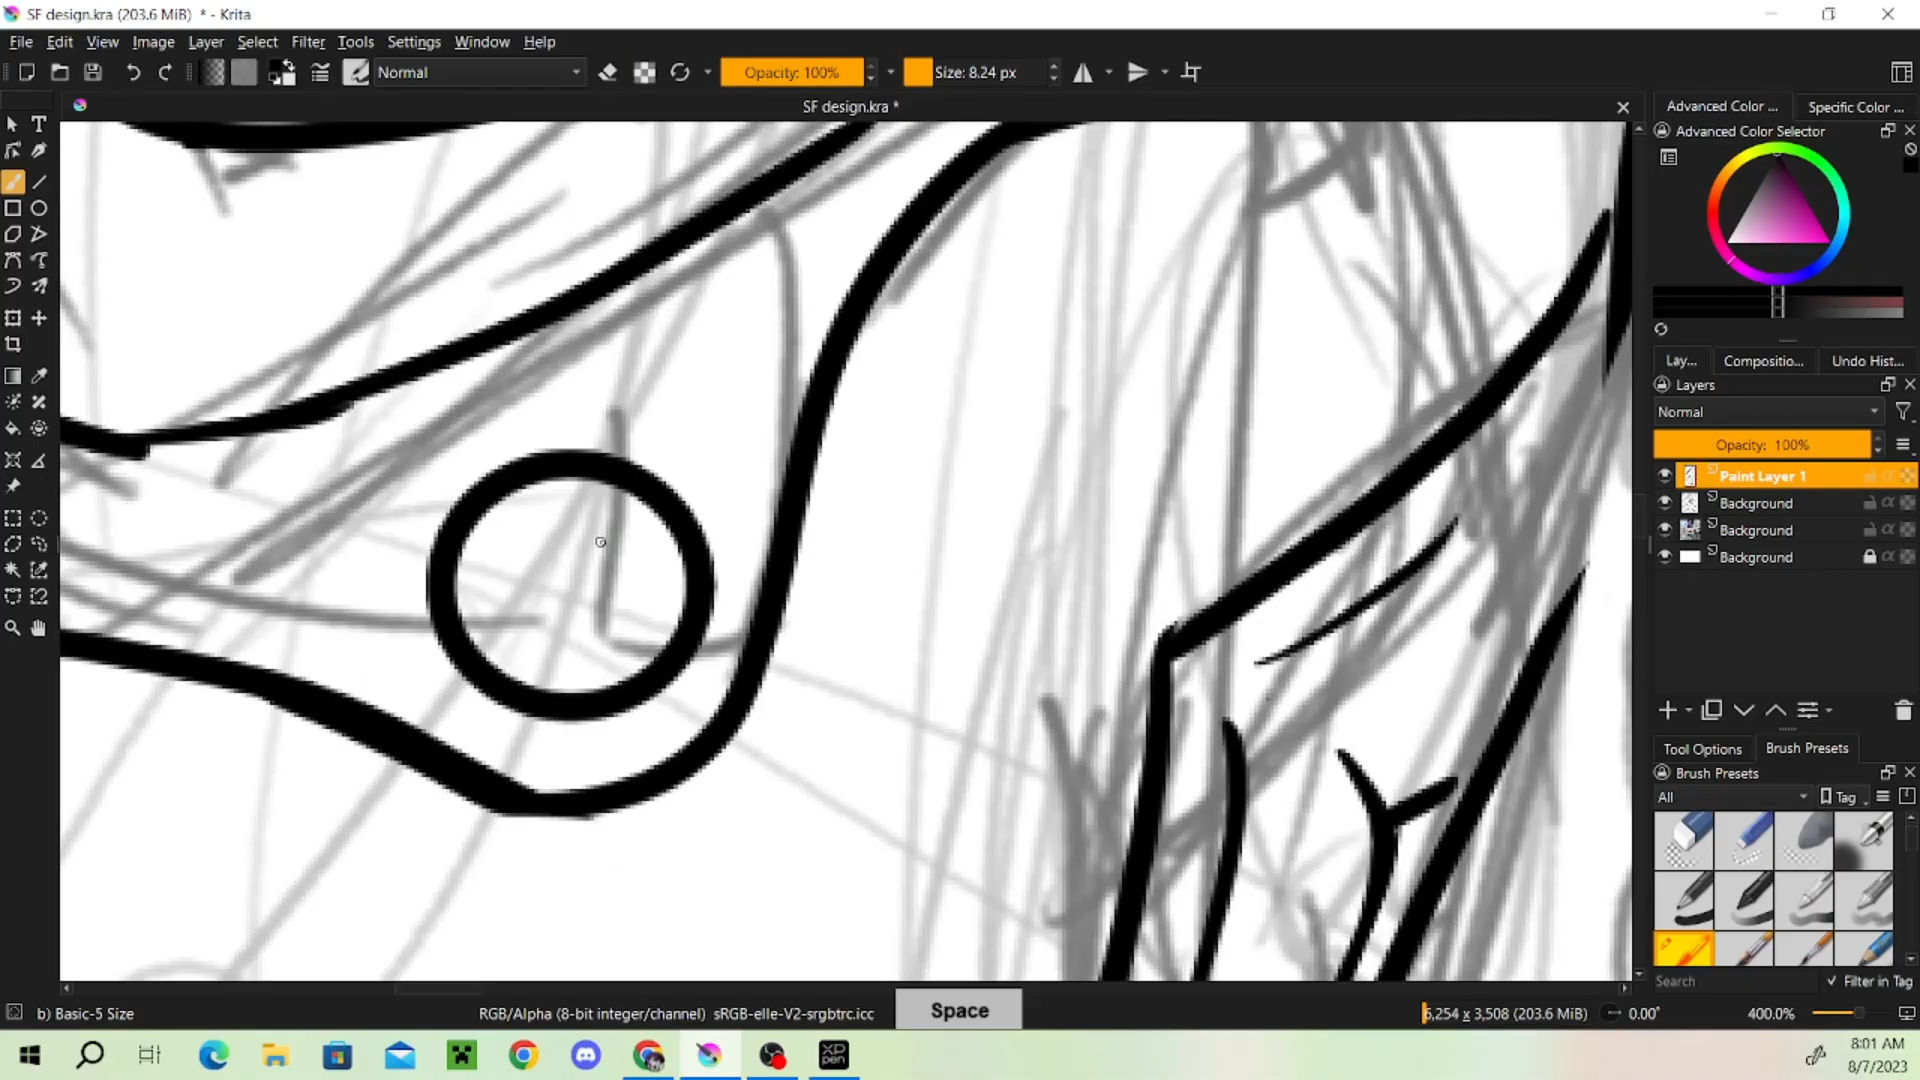 SF design.kra (203.6 MiB) * - Krita
File Edit View Image Layer Select Filter Tools Settings Window Help
Normal
Opacity: 100%
Size: 8.24 px
SF design.kra *
Advanced Color ...
Specific Color ...
Advanced Color Selector
Lay...
Compositio...
Undo Hist...
Layers
Normal
Opacity: 100%
Paint Layer 1
Background
Background
Background
Tool Options
Brush Presets
Brush Presets
All
Tag
Search
Filter in Tag
b) Basic-5 Size
RGB/Alpha (8-bit integer/channel) sRGB-elle-V2-srgbtrc.icc
Space
6,254 x 3,508 (203.6 MiB)
0.00°
400.0%
XP
pen
8:01 AM
8/7/2023